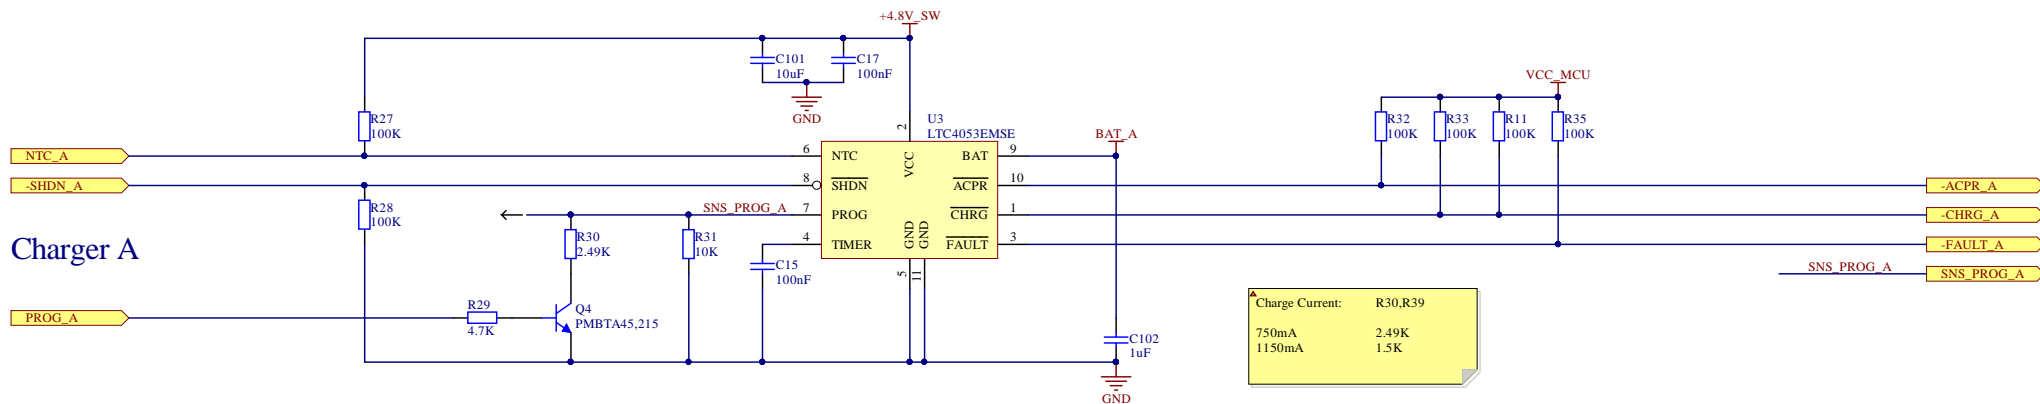 +4.8V_SW
C101
10uF
C17
100nF
GND
VCC_MCU
R27
100K
R32
100K
R33
100K
R11
100K
R35
100K
U3
LTC4053EMSE
BAT_A
NTC_A
6 NTC
2 VCC
BAT 9
-SHDN_A
8 SHDN
ACPR 10
-ACPR_A
R28
100K
SNS_PROG_A
7 PROG
CHRG 1
-CHRG_A
4 TIMER
GND
GND
5
11
FAULT 3
-FAULT_A
R30
2.49K
R31
10K
Charger A
C15
100nF
SNS_PROG_A
SNS_PROG_A
PROG_A
R29
4.7K
Q4
PMBTA45,215
C102
1uF
GND
Charge Current: R30,R39
750mA 2.49K
1150mA 1.5K